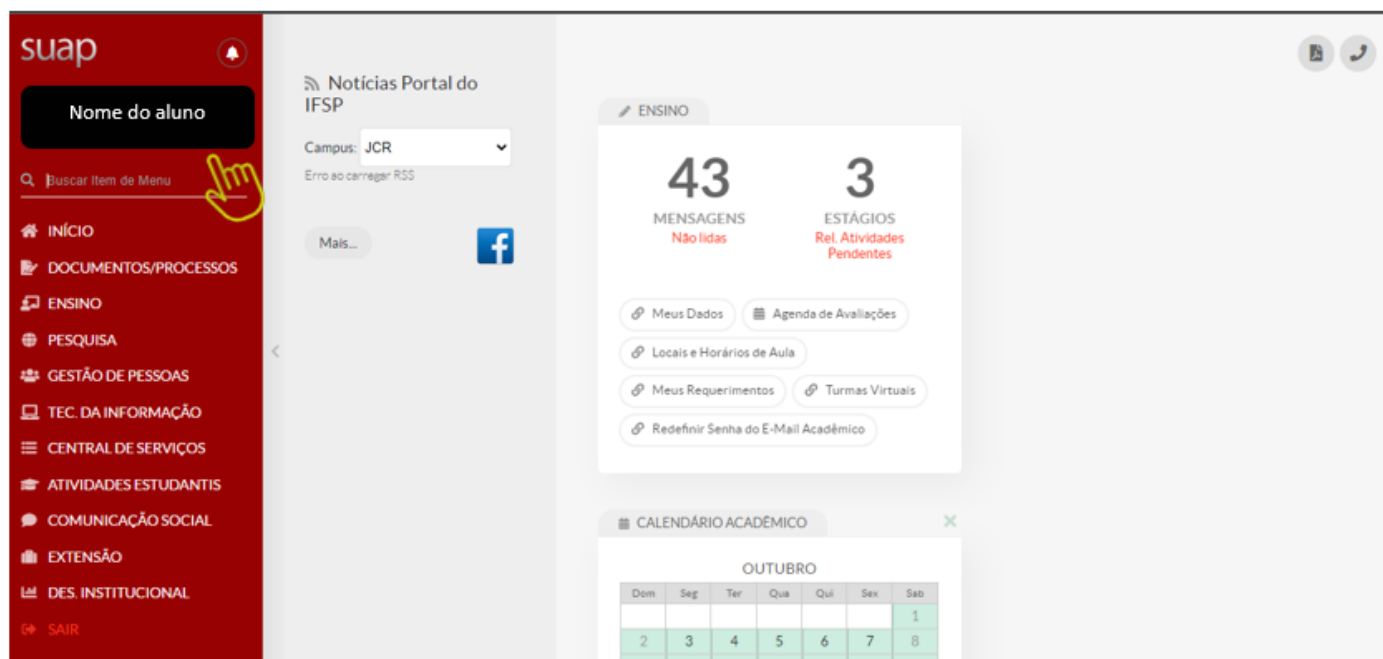 suap
Nome do aluno
Buscar Item de Menu
INÍCIO
DOCUMENTOS/PROCESSOS
ENSINO
PESQUISA
GESTÃO DE PESSOAS
TEC. DA INFORMAÇÃO
CENTRAL DE SERVIÇOS
ATIVIDADES ESTUDANTIS
COMUNICAÇÃO SOCIAL
EXTENSÃO
DES. INSTITUCIONAL
SAIR
Notícias Portal do
IFSP
Campus: JCR
Erro ao carregar RSS
Mais...
f
ENSINO
43 3
MENSAGENS ESTÁGIOS
Não lidas Rel. Atividades
Pendentes
Meus Dados Agenda de Avaliações
Locais e Horários de Aula
Meus Requerimentos Turmas Virtuais
Redefinir Senha do E-Mail Acadêmico
CALENDÁRIO ACADÊMICO
OUTUBRO
Dom Seg Ter Qua Qui Sex Sab
1
2 3 4 5 6 7 8